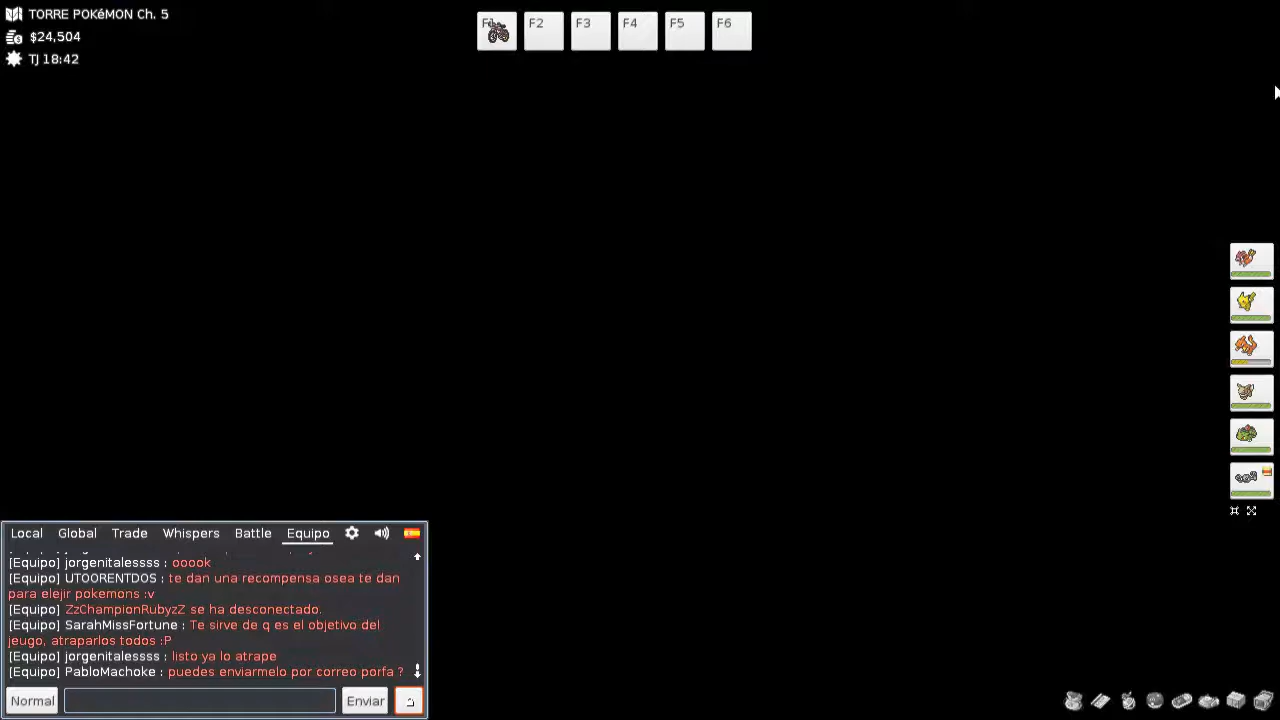 TORRE POKéMON Ch. 5
$24,504
TJ 18:42
F1 F2 F3 F4 F5 F6
Local Global Trade Whispers Battle Equipo
[Equipo] jorgenitalessss : ooook
[Equipo] UTOORENTDOS : te dan una recompensa osea te dan
para elejir pokemons :v
[Equipo] ZzChampionRubyzZ se ha desconectado.
[Equipo] SarahMissFortune : Te sirve de q es el objetivo del
jeugo, atraparlos todos :P
[Equipo] jorgenitalessss : listo ya lo atrape
[Equipo] PabloMachoke : puedes enviarmelo por correo porfa ?
Normal Enviar